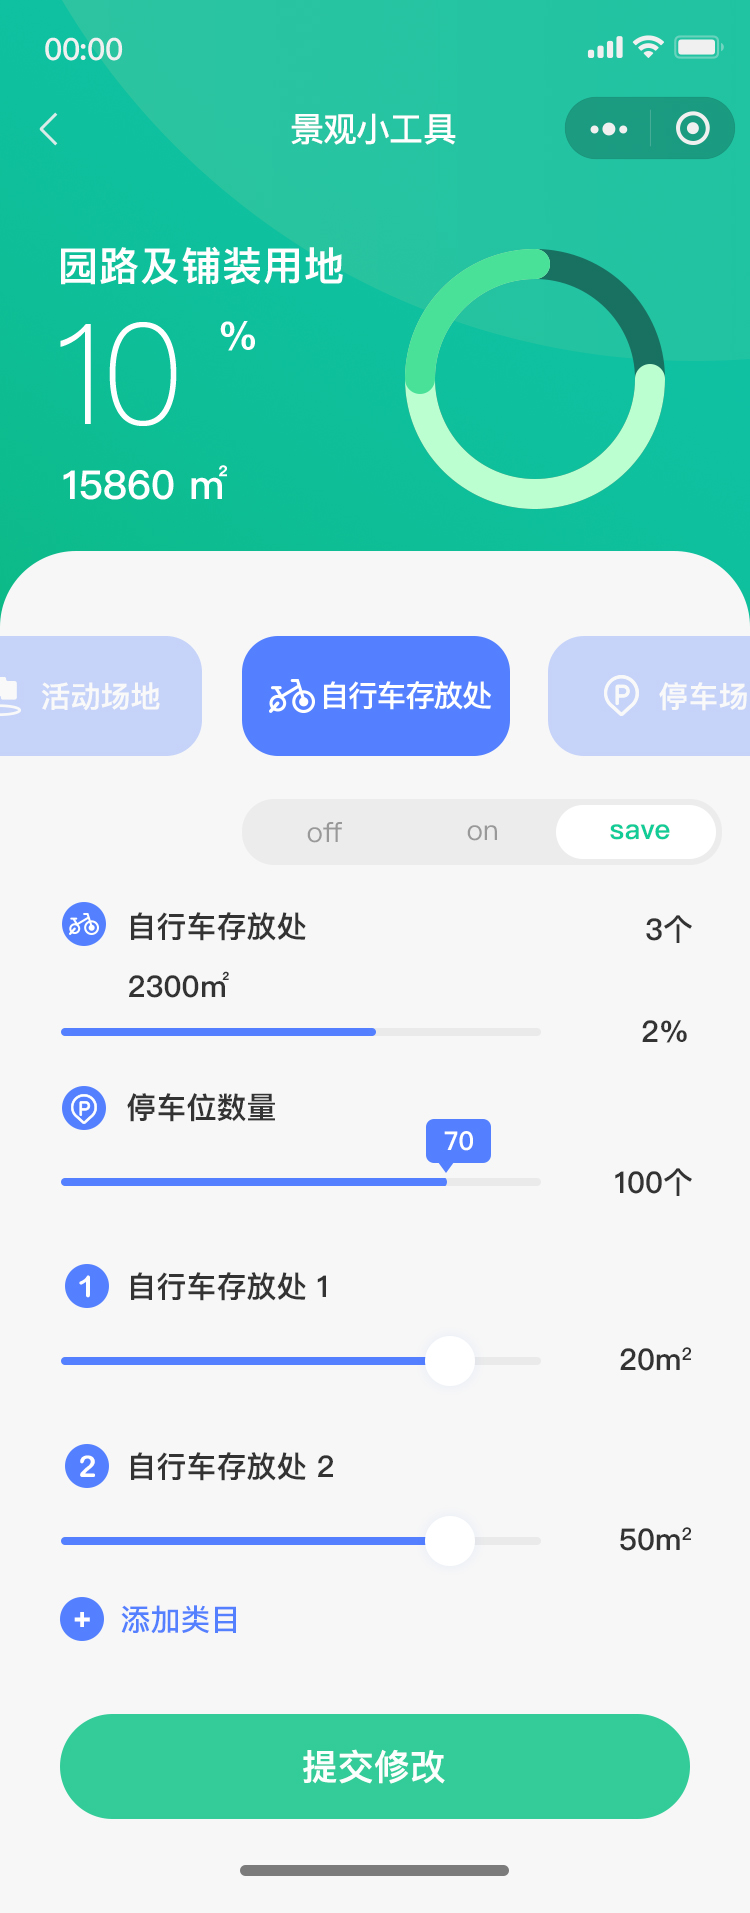 00:00
景观小工具
园路及铺装用地
10 %
15860 ㎡
活动场地
自行车存放处
停车场
off
on
save
自行车存放处
3个
2300㎡
2%
停车位数量
70
100个
1 自行车存放处 1
20m²
2 自行车存放处 2
50m²
+ 添加类目
提交修改